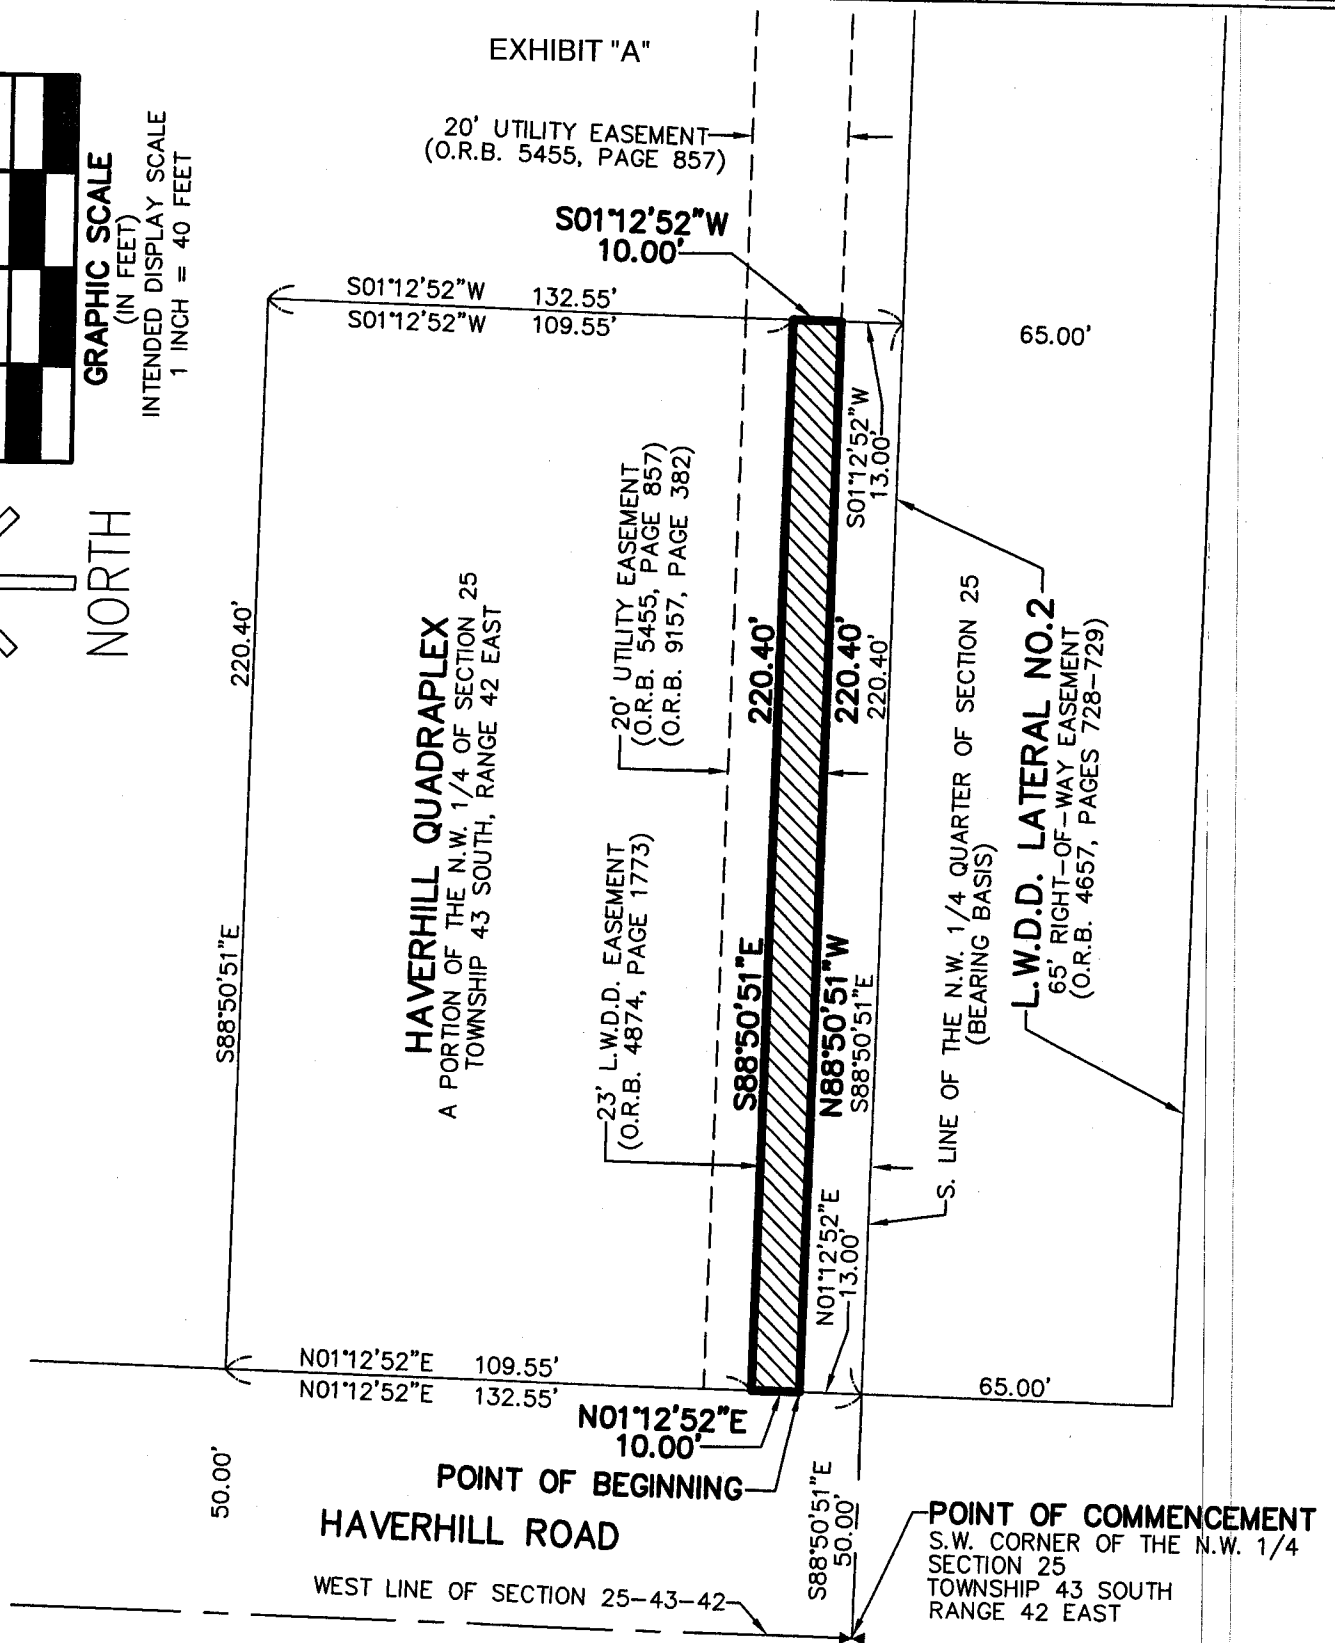 EXHIBIT "A"
20' UTILITY EASEMENT
(O.R.B. 5455, PAGE 857)
GRAPHIC SCALE
(IN FEET)
INTENDED DISPLAY SCALE
1 INCH = 40 FEET
NORTH
S01°12'52"W
10.00'
S01°12'52"W 132.55'
S01°12'52"W 109.55'
65.00'
S01°12'52"W
13.00'
220.40'
S88°50'51"E
HAVERHILL QUADRAPLEX
A PORTION OF THE N.W. 1/4 OF SECTION 25
TOWNSHIP 43 SOUTH, RANGE 42 EAST
20' UTILITY EASEMENT
(O.R.B. 5455, PAGE 857)
(O.R.B. 9157, PAGE 382)
23' L.W.D.D. EASEMENT
(O.R.B. 4874, PAGE 1773)
S88°50'51"E 220.40'
N88°50'51"W 220.40'
S88°50'51"E 220.40'
S. LINE OF THE N.W. 1/4 QUARTER OF SECTION 25
(BEARING BASIS)
L.W.D.D. LATERAL NO.2
65' RIGHT-OF-WAY EASEMENT
(O.R.B. 4657, PAGES 728-729)
N01°12'52"E
13.00'
N01°12'52"E 109.55'
N01°12'52"E 132.55'
65.00'
N01°12'52"E
10.00'
POINT OF BEGINNING
50.00'
HAVERHILL ROAD
S88°50'51"E
50.00'
POINT OF COMMENCEMENT
S.W. CORNER OF THE N.W. 1/4
SECTION 25
TOWNSHIP 43 SOUTH
RANGE 42 EAST
WEST LINE OF SECTION 25-43-42